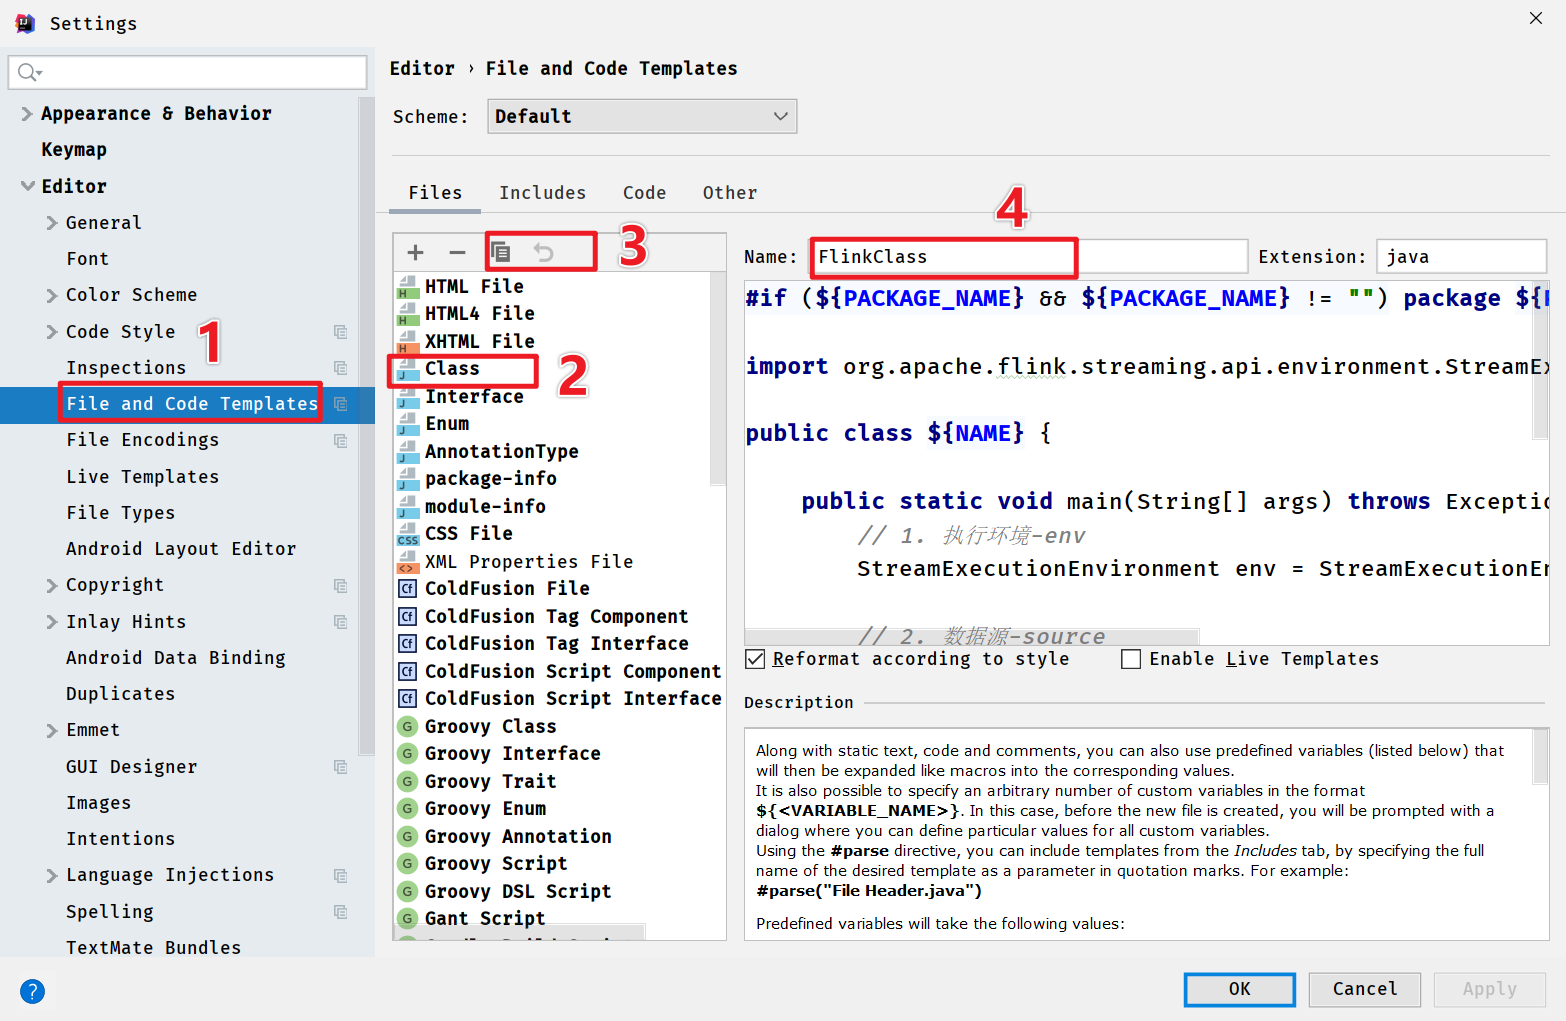 Settings
Appearance & Behavior
Keymap
Editor
General
Font
Color Scheme
Code Style
Inspections
File and Code Templates
File Encodings
Live Templates
File Types
Android Layout Editor
Copyright
Inlay Hints
Android Data Binding
Duplicates
Emmet
GUI Designer
Images
Intentions
Language Injections
Spelling
TextMate Bundles
1
Editor › File and Code Templates
Scheme: Default
Files Includes Code Other
3
4
HTML File
HTML4 File
XHTML File
Class
2
Interface
Enum
AnnotationType
package-info
module-info
CSS File
XML Properties File
ColdFusion File
ColdFusion Tag Component
ColdFusion Tag Interface
ColdFusion Script Component
ColdFusion Script Interface
Groovy Class
Groovy Interface
Groovy Trait
Groovy Enum
Groovy Annotation
Groovy Script
Groovy DSL Script
Gant Script
Name: FlinkClass Extension: java
#if (${PACKAGE_NAME} && ${PACKAGE_NAME} != "") package ${
import org.apache.flink.streaming.api.environment.StreamEx
public class ${NAME} {
public static void main(String[] args) throws Exceptio
// 1. 执行环境-env
StreamExecutionEnvironment env = StreamExecutionEn
// 2. 数据源-source
Reformat according to style Enable Live Templates
Description
Along with static text, code and comments, you can also use predefined variables (listed below) that
will then be expanded like macros into the corresponding values.
It is also possible to specify an arbitrary number of custom variables in the format
${<VARIABLE_NAME>}. In this case, before the new file is created, you will be prompted with a
dialog where you can define particular values for all custom variables.
Using the #parse directive, you can include templates from the Includes tab, by specifying the full
name of the desired template as a parameter in quotation marks. For example:
#parse("File Header.java")
Predefined variables will take the following values:
? OK Cancel Apply